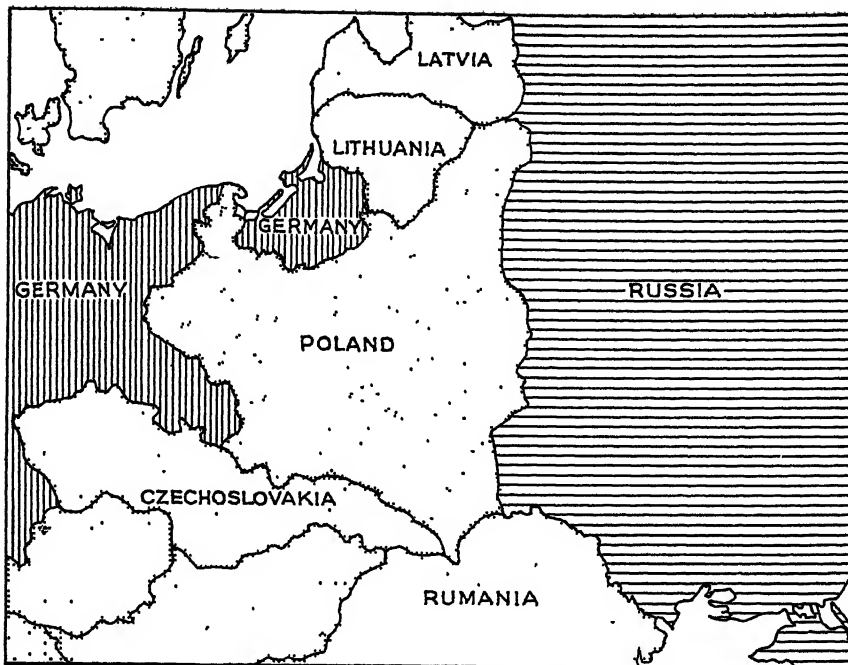 LATVIA
LITHUANIA
GERMANY
GERMANY
RUSSIA
POLAND
CZECHOSLOVAKIA
RUMANIA